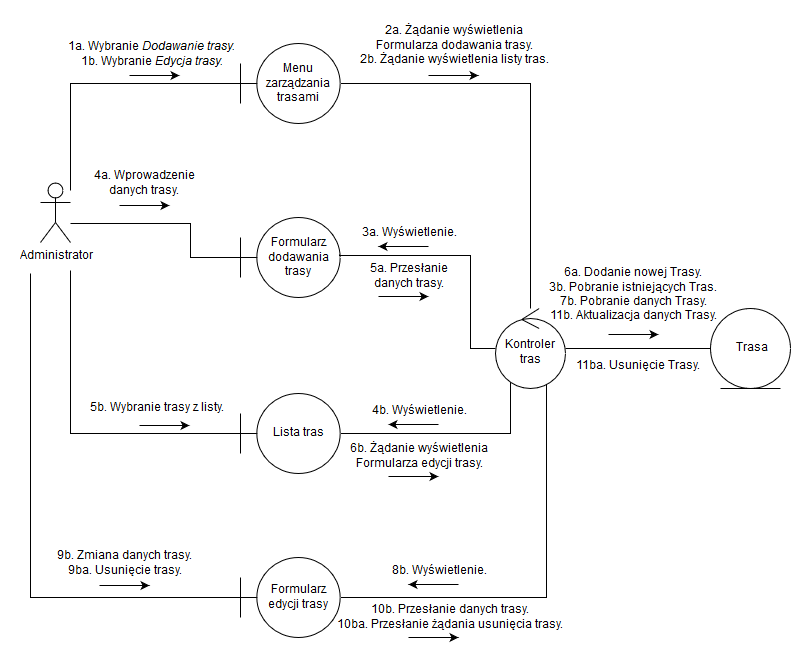 2a. Żądanie wyświetlenia
Formularza dodawania trasy.
2b. Żądanie wyświetlenia listy tras.
1a. Wybranie Dodawanie trasy.
1b. Wybranie Edycja trasy.
Menu
zarządzania
trasami
4a. Wprowadzenie
danych trasy.
Administrator
3a. Wyświetlenie.
Formularz
dodawania
trasy
5a. Przesłanie
danych trasy.
6a. Dodanie nowej Trasy.
3b. Pobranie istniejących Tras.
7b. Pobranie danych Trasy.
11b. Aktualizacja danych Trasy.
Kontroler
tras
Trasa
11ba. Usunięcie Trasy.
5b. Wybranie trasy z listy.
4b. Wyświetlenie.
Lista tras
6b. Żądanie wyświetlenia
Formularza edycji trasy.
9b. Zmiana danych trasy.
9ba. Usunięcie trasy.
8b. Wyświetlenie.
Formularz
edycji trasy
10b. Przesłanie danych trasy.
10ba. Przesłanie żądania usunięcia trasy.